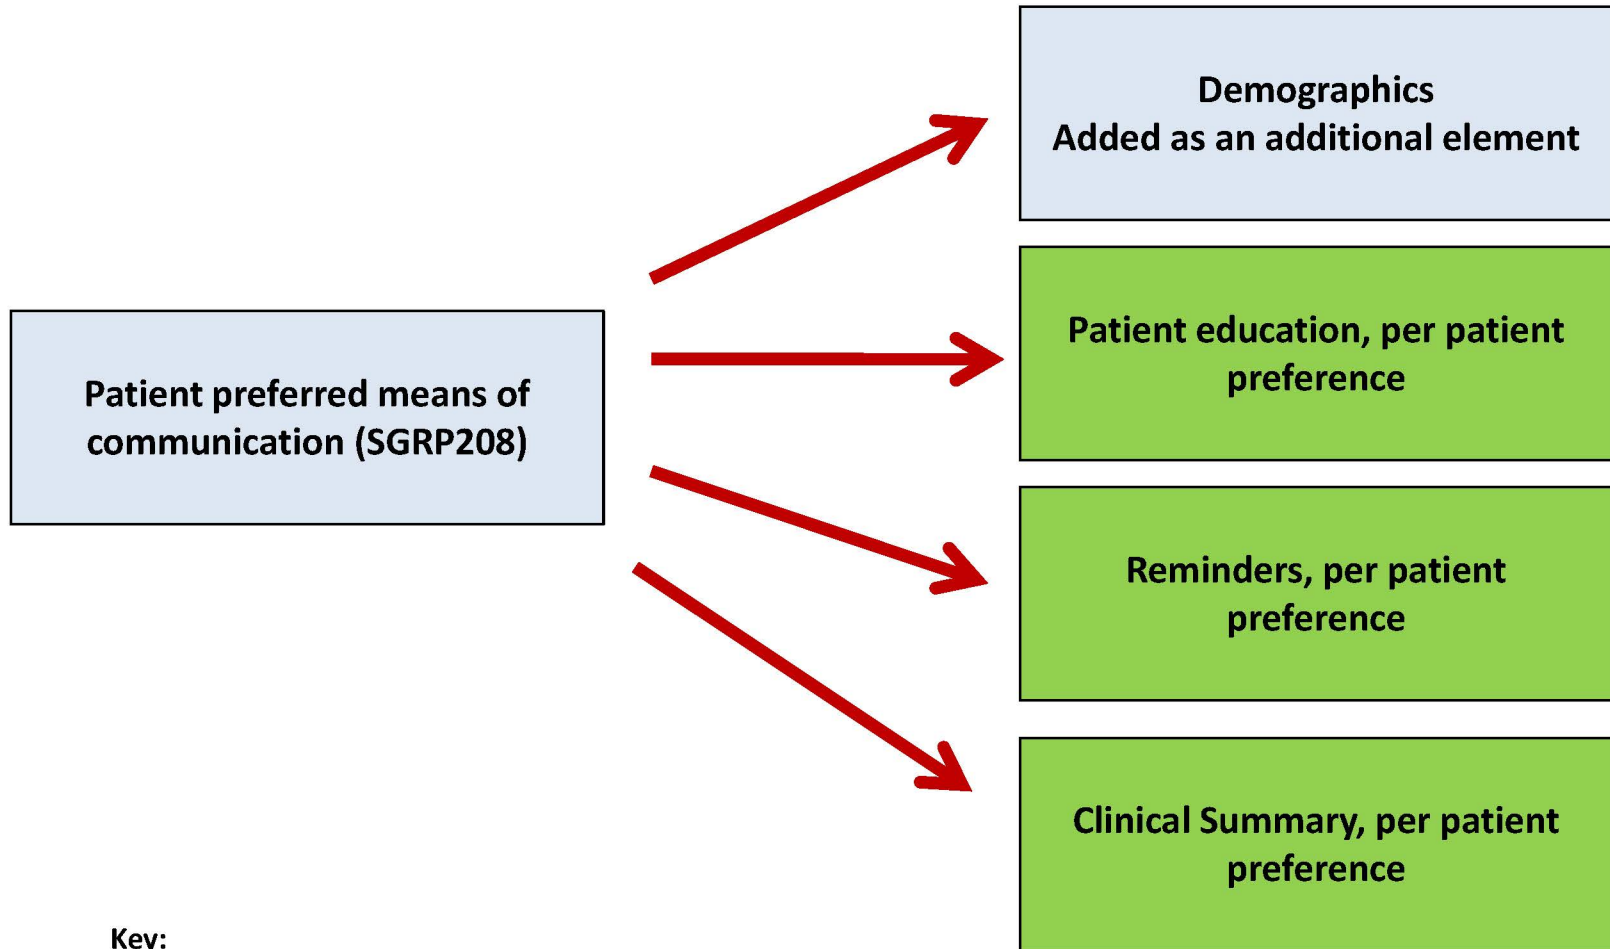 Demographics
Added as an additional element
Patient education, per patient
preference
Patient preferred means of
communication (SGRP208)
Reminders, per patient
preference
Clinical Summary, per patient
preference
Key: